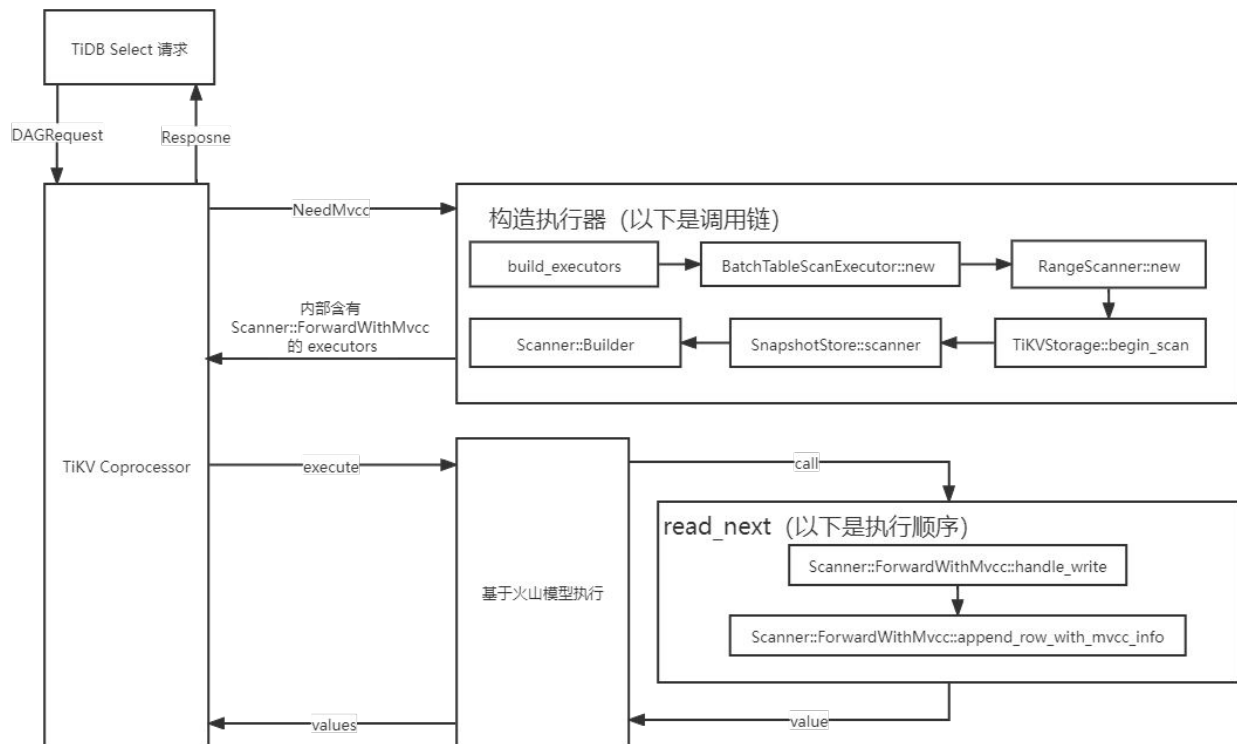 TiDB Select 请求
DAGRequest
Resposne
NeedMvcc
构造执行器（以下是调用链）
build_executors
BatchTableScanExecutor::new
RangeScanner::new
内部含有
Scanner::ForwardWithMvcc
的 executors
Scanner::Builder
SnapshotStore::scanner
TiKVStorage::begin_scan
TiKV Coprocessor
execute
call
read_next（以下是执行顺序）
Scanner::ForwardWithMvcc::handle_write
基于火山模型执行
Scanner::ForwardWithMvcc::append_row_with_mvcc_info
values
value